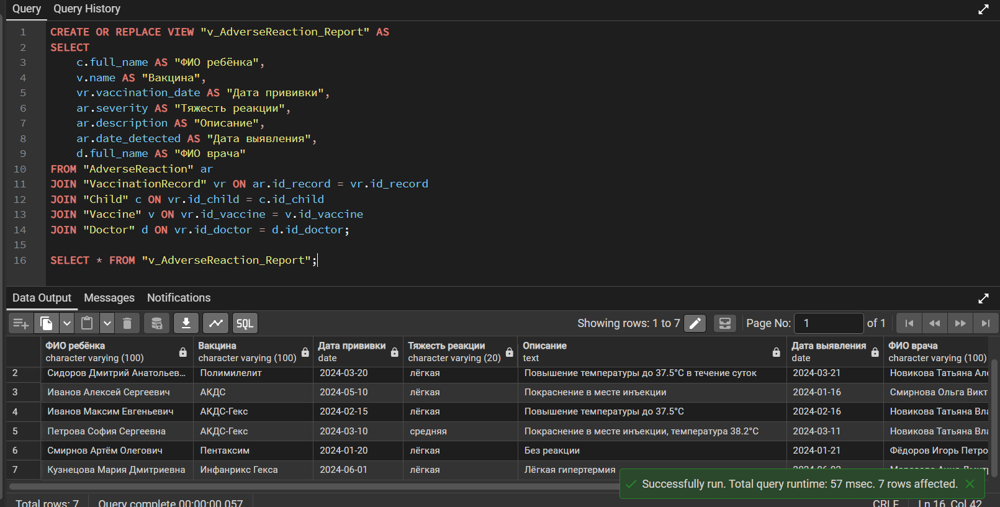 Query Query History
1 CREATE OR REPLACE VIEW "v_AdverseReaction_Report" AS
2 SELECT
3 c.full_name AS "ФИО ребёнка",
4 v.name AS "Вакцина",
5 vr.vaccination_date AS "Дата прививки",
6 ar.severity AS "Тяжесть реакции",
7 ar.description AS "Описание",
8 ar.date_detected AS "Дата выявления",
9 d.full_name AS "ФИО врача"
10 FROM "AdverseReaction" ar
11 JOIN "VaccinationRecord" vr ON ar.id_record = vr.id_record
12 JOIN "Child" c ON vr.id_child = c.id_child
13 JOIN "Vaccine" v ON vr.id_vaccine = v.id_vaccine
14 JOIN "Doctor" d ON vr.id_doctor = d.id_doctor;
15
16 SELECT * FROM "v_AdverseReaction_Report";
Data Output Messages Notifications
SQL Showing rows: 1 to 7 Page No: 1 of 1
ФИО ребёнка Вакцина Дата прививки Тяжесть реакции Описание Дата выявления ФИО врача
character varying (100) character varying (100) date character varying (20) text date character varying (100)
2 Сидоров Дмитрий Анатольев... Полимилелит 2024-03-20 лёгкая Повышение температуры до 37.5°C в течение суток 2024-03-21 Новикова Татьяна Але
3 Иванов Алексей Сергеевич АКДС 2024-05-10 лёгкая Покраснение в месте инъекции 2024-01-16 Смирнова Ольга Викт
4 Иванов Максим Евгеньевич АКДС-Гекс 2024-02-15 лёгкая Повышение температуры до 37.5°C 2024-02-16 Новикова Татьяна Вла
5 Петрова София Сергеевна АКДС-Гекс 2024-03-10 средняя Покраснение в месте инъекции, температура 38.2°C 2024-03-11 Новикова Татьяна Вла
6 Смирнов Артём Олегович Пентаксим 2024-01-20 лёгкая Без реакции 2024-01-21 Фёдоров Игорь Петро
7 Кузнецова Мария Дмитриевна Инфанрикс Гекса 2024-06-01 лёгкая Лёгкая гипертермия
Successfully run. Total query runtime: 57 msec. 7 rows affected.
Total rows: 7 Query complete 00:00:00.057 CRLF Ln 16, Col 42